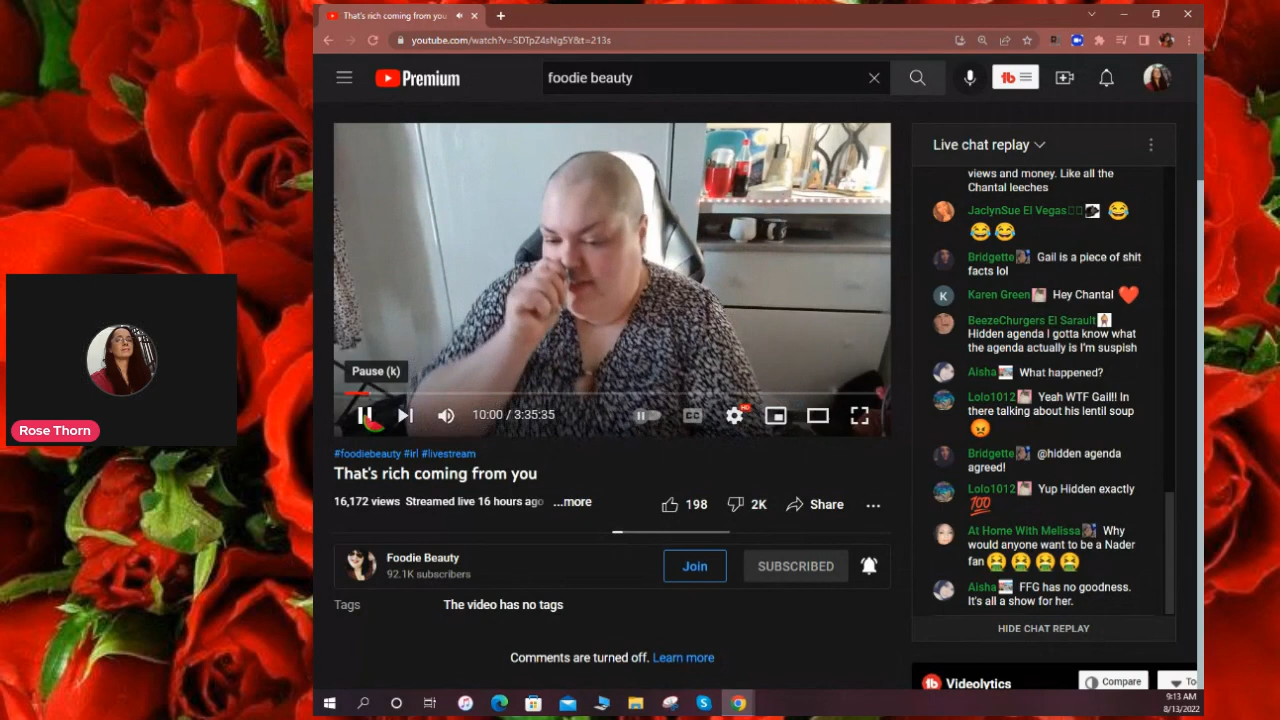 That's rich coming from you
youtube.com/watch?v=SDTpZ4sNg5Y&t=213s
Premium
foodie beauty
Live chat replay
views and money. Like all the
Chantal leeches
JaclynSue El Vegas
Bridgette Gail is a piece of shit
facts lol
K
Karen Green Hey Chantal
BeezeChurgers El Sarault
Hidden agenda I gotta know what
the agenda actually is I'm suspish
Aisha What happened?
Lolo1012 Yeah WTF Gail!! In
there talking about his lentil soup
Bridgette @hidden agenda
agreed!
Lolo1012 Yup Hidden exactly
💯
At Home With Melissa Why
would anyone want to be a Nader
fan
Aisha FFG has no goodness.
It's all a show for her.
HIDE CHAT REPLAY
Pause (k)
10:00 / 3:35:35
CC
HD
#foodiebeauty #irl #livestream
That's rich coming from you
16,172 views Streamed live 16 hours ago ...more
198
2K
Share
Foodie Beauty
92.1K subscribers
Join
SUBSCRIBED
Tags
The video has no tags
Comments are turned off. Learn more
Videolytics
Compare
To
9:13 AM
8/13/2022
Rose Thorn